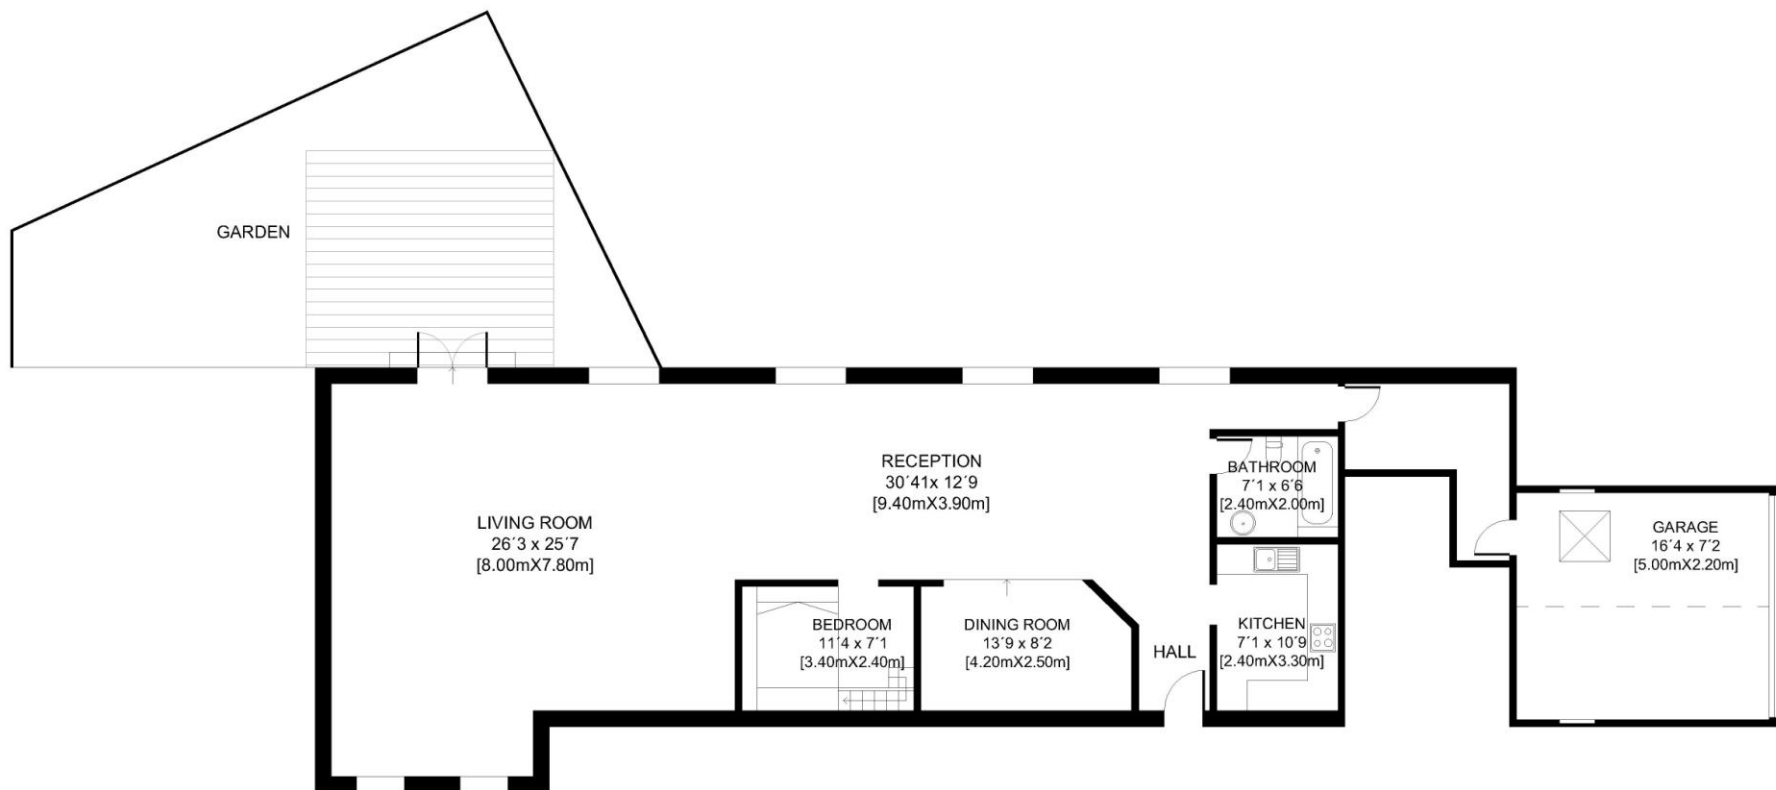 GARDEN
RECEPTION
30´41x 12´9
[9.40mX3.90m]
LIVING ROOM
26´3 x 25´7
[8.00mX7.80m]
BATHROOM
7´1 x 6´6
[2.40mX2.00m]
GARAGE
16´4 x 7´2
[5.00mX2.20m]
BEDROOM
11´4 x 7´1
[3.40mX2.40m]
DINING ROOM
13´9 x 8´2
[4.20mX2.50m]
HALL
KITCHEN
7´1 x 10´9
[2.40mX3.30m]